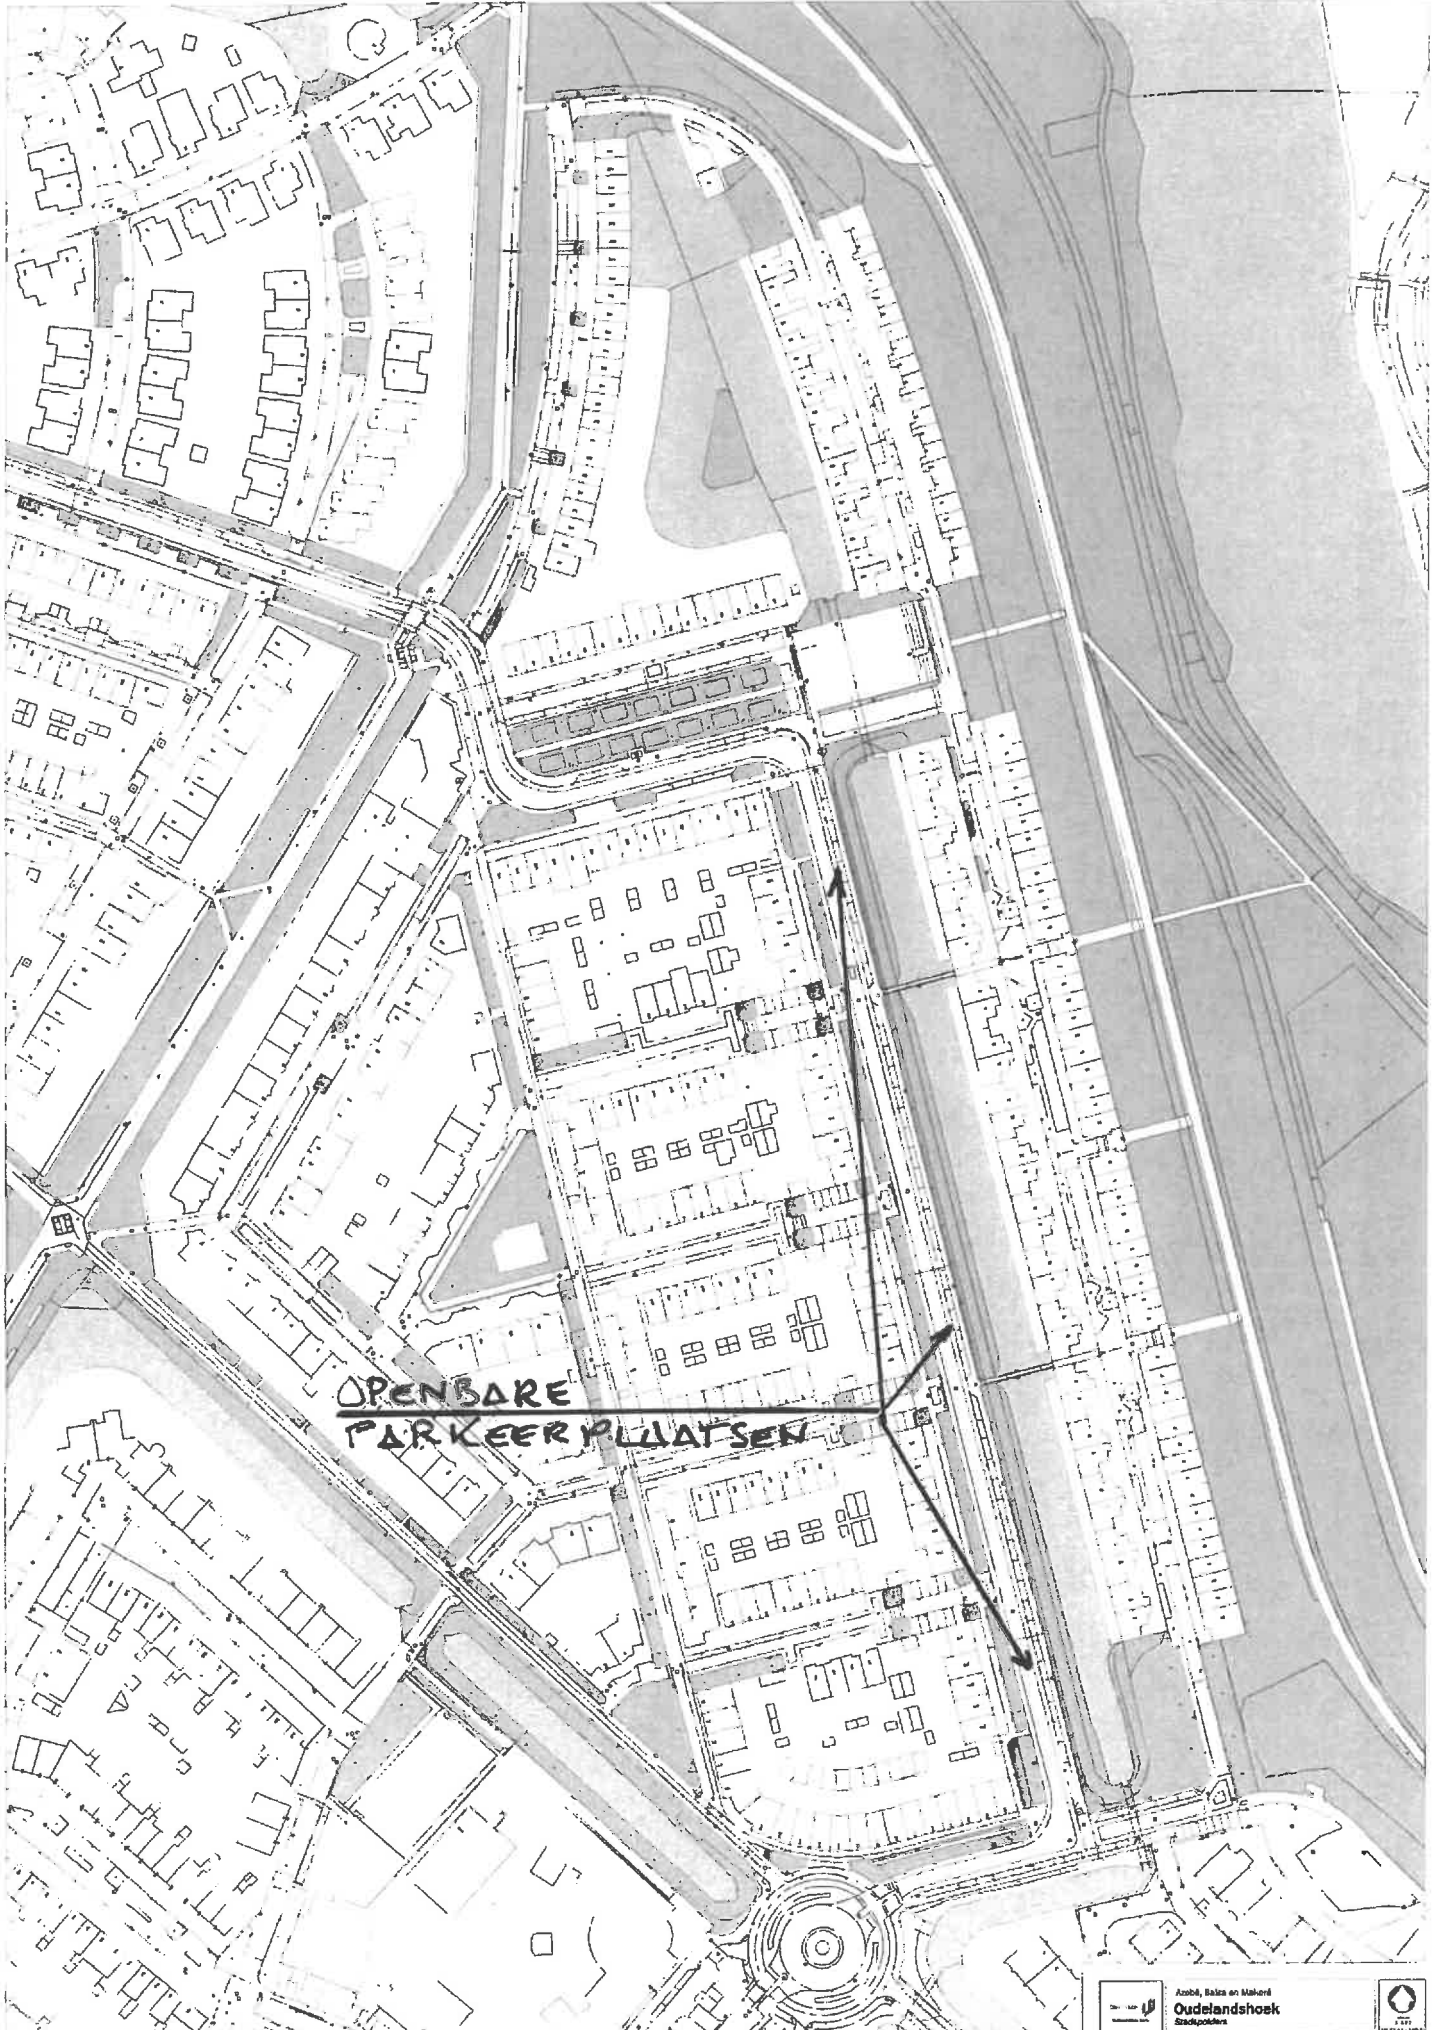 OPENBARE
PARKEERPLAATSEN
Azobé, Balsa en Makoré
Oudelandshoek
Stadspolders